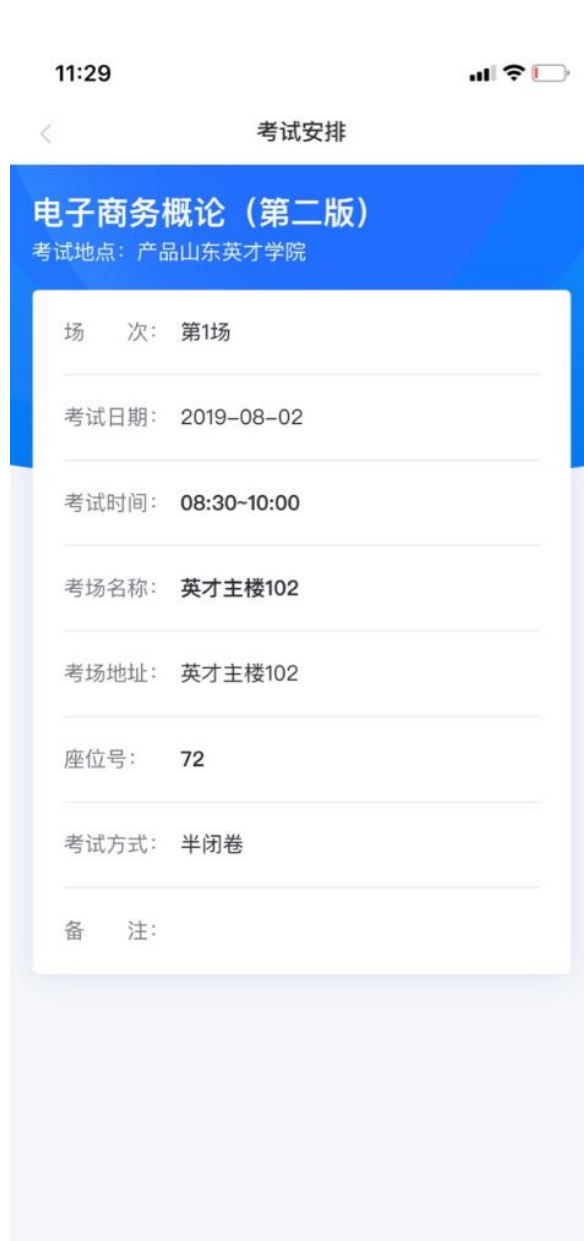 11:29
考试安排
电子商务概论（第二版）
考试地点：产品山东英才学院
场 次： 第1场
考试日期： 2019-08-02
考试时间： 08:30~10:00
考场名称： 英才主楼102
考场地址： 英才主楼102
座位号： 72
考试方式： 半闭卷
备 注：